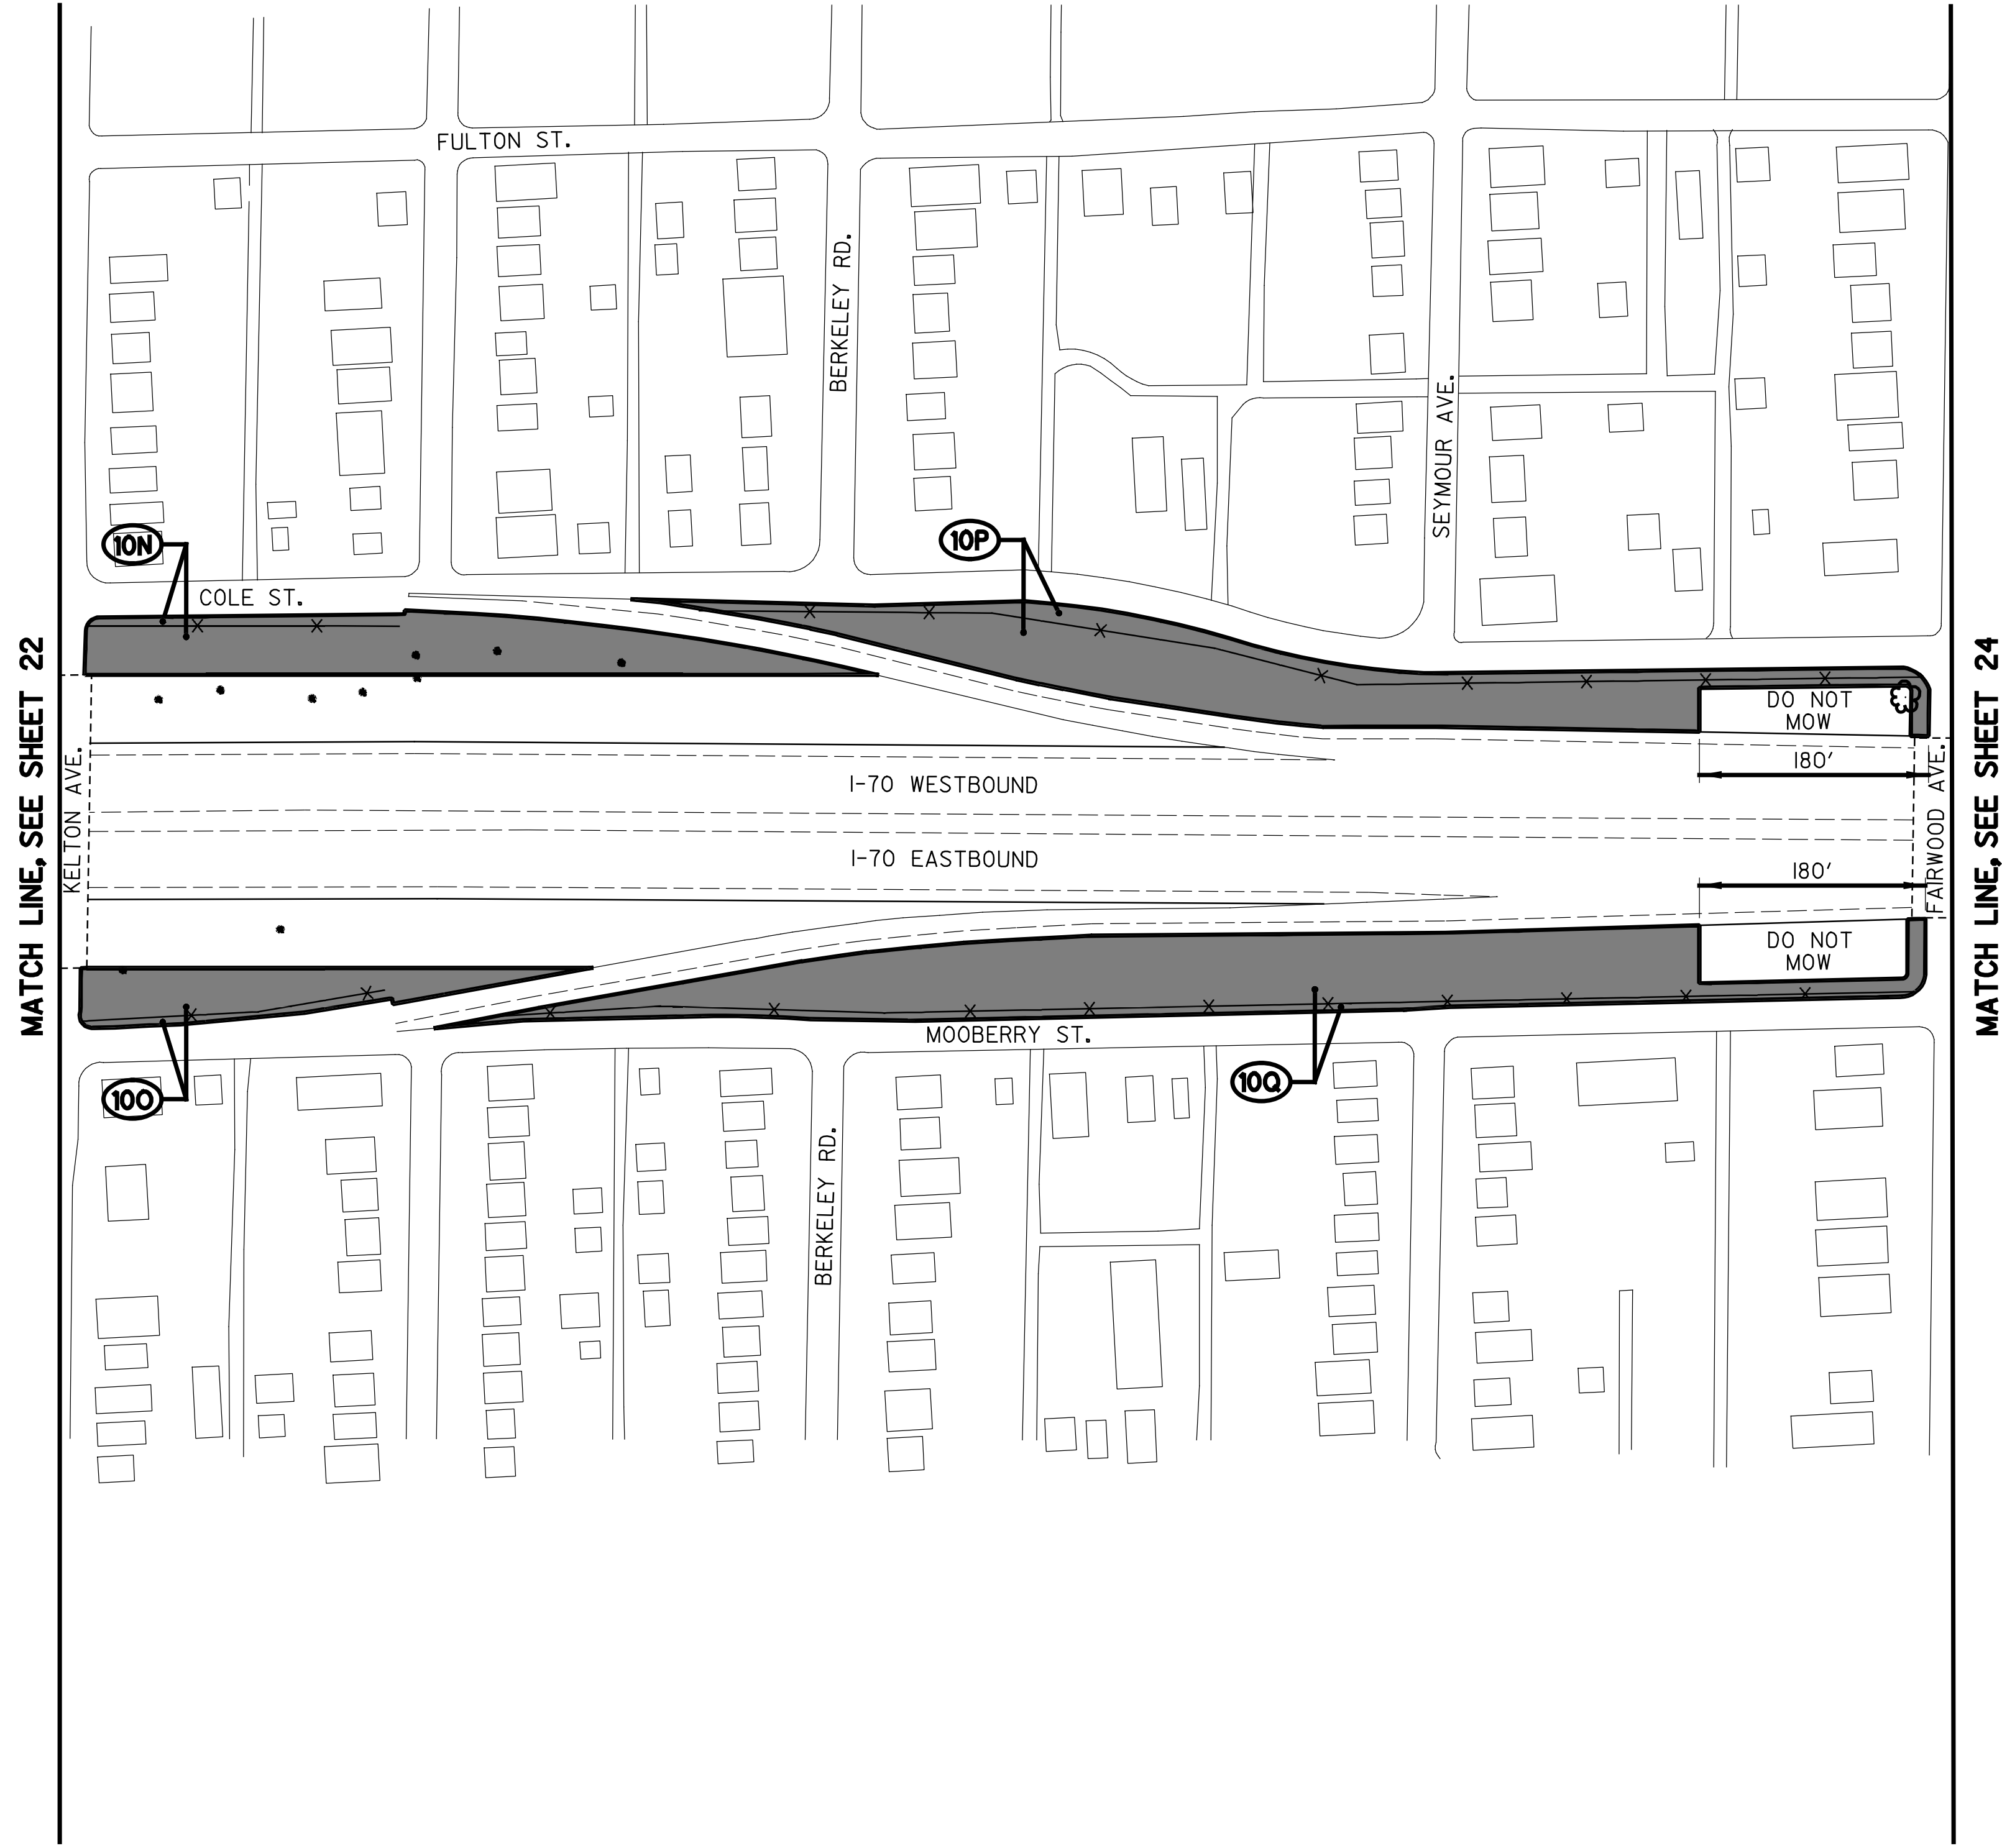 FULTON ST.
BERKELEY RD.
SEYMOUR AVE.
10N
10P
COLE ST.
MATCH LINE, SEE SHEET 22
MATCH LINE, SEE SHEET 24
DO NOT
MOW
KELTON AVE.
FAIRWOOD AVE.
180'
I-70 WESTBOUND
I-70 EASTBOUND
180'
DO NOT
MOW
MOOBERRY ST.
10O
10Q
BERKELEY RD.